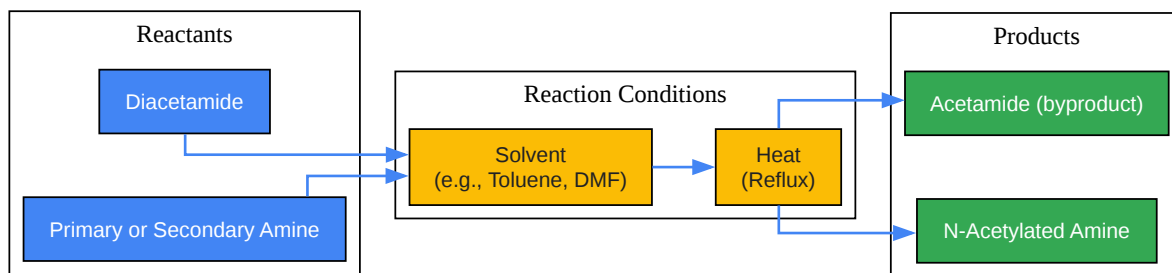 Reactants
Diacetamide
Primary or Secondary Amine
Reaction Conditions
Solvent
(e.g., Toluene, DMF)
Heat
(Reflux)
Products
Acetamide (byproduct)
N-Acetylated Amine